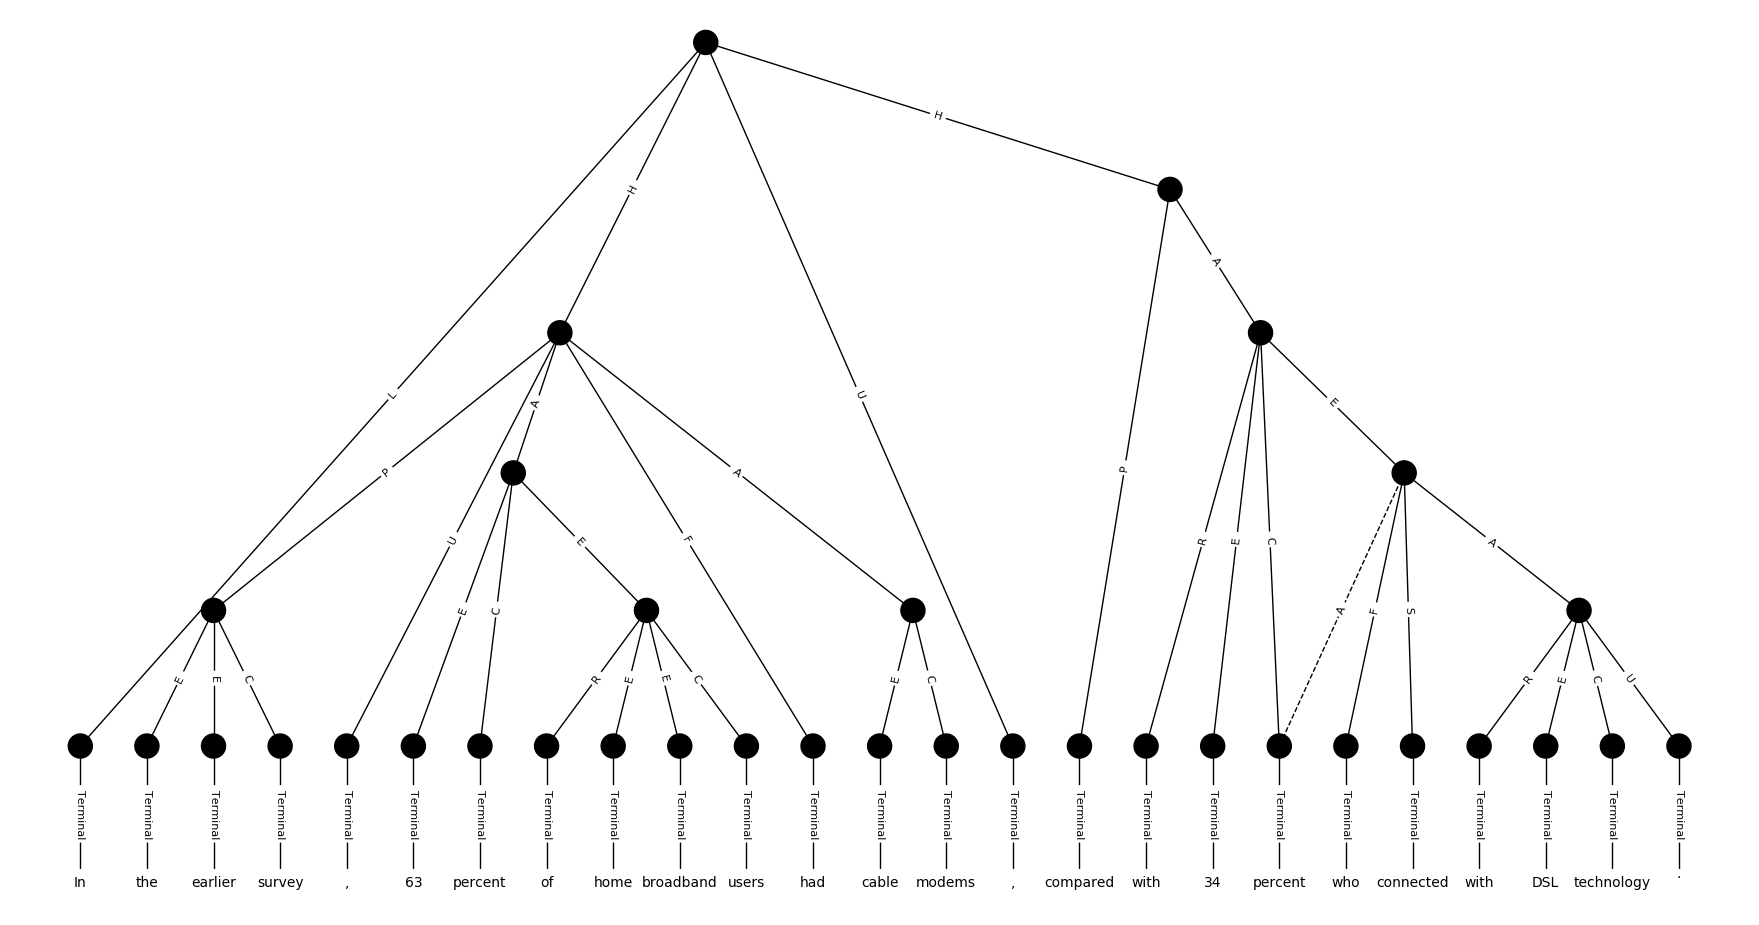 H
H
A
L
U
E
A
P
A
P
U
F
R
E
C
A
E
E
C
A
F
S
E
E
C
R
E
E
C
E
C
R
E
C
U
Terminal Terminal Terminal Terminal Terminal Terminal Terminal Terminal Terminal Terminal Terminal Terminal Terminal Terminal Terminal Terminal Terminal Terminal Terminal Terminal Terminal Terminal Terminal Terminal Terminal
In the earlier survey , 63 percent of home broadband users had cable modems , compared with 34 percent who connected with DSL technology .